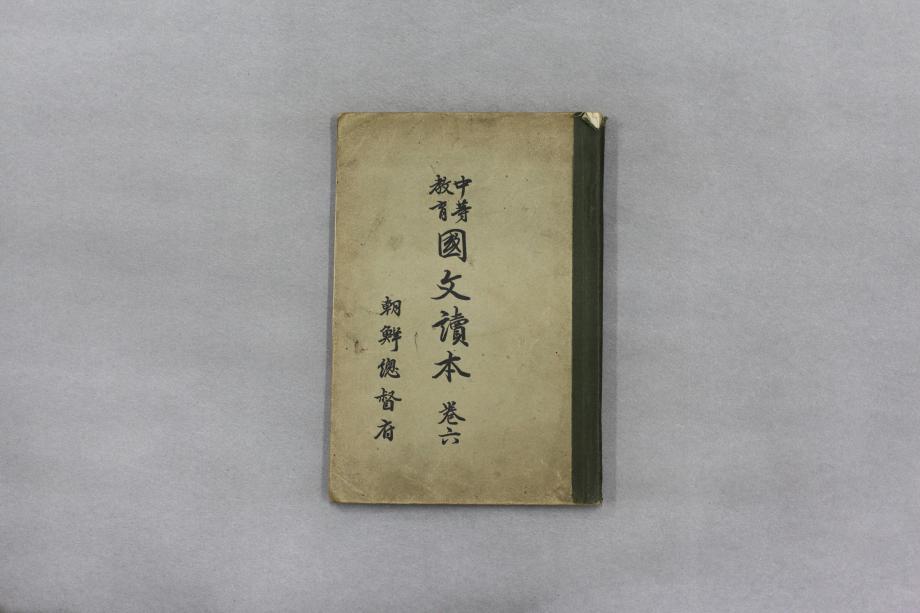 中等
教育
國文讀本 卷六
朝鮮總督府